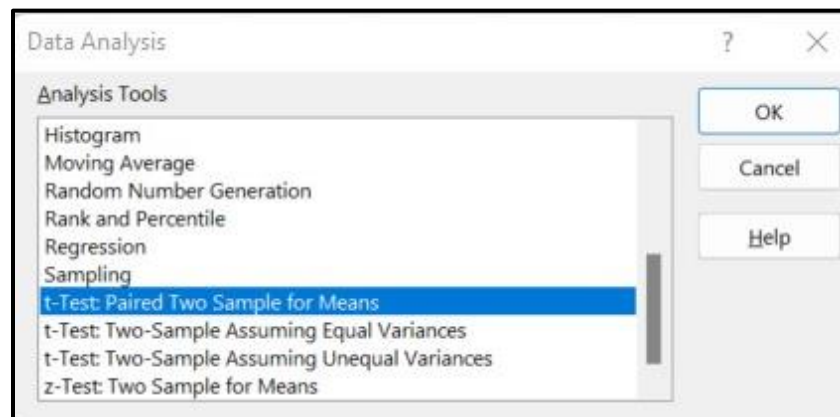 Data Analysis ? ×
Analysis Tools
Histogram
Moving Average
Random Number Generation
Rank and Percentile
Regression
Sampling
t-Test: Paired Two Sample for Means
t-Test: Two-Sample Assuming Equal Variances
t-Test: Two-Sample Assuming Unequal Variances
z-Test: Two Sample for Means
OK
Cancel
Help